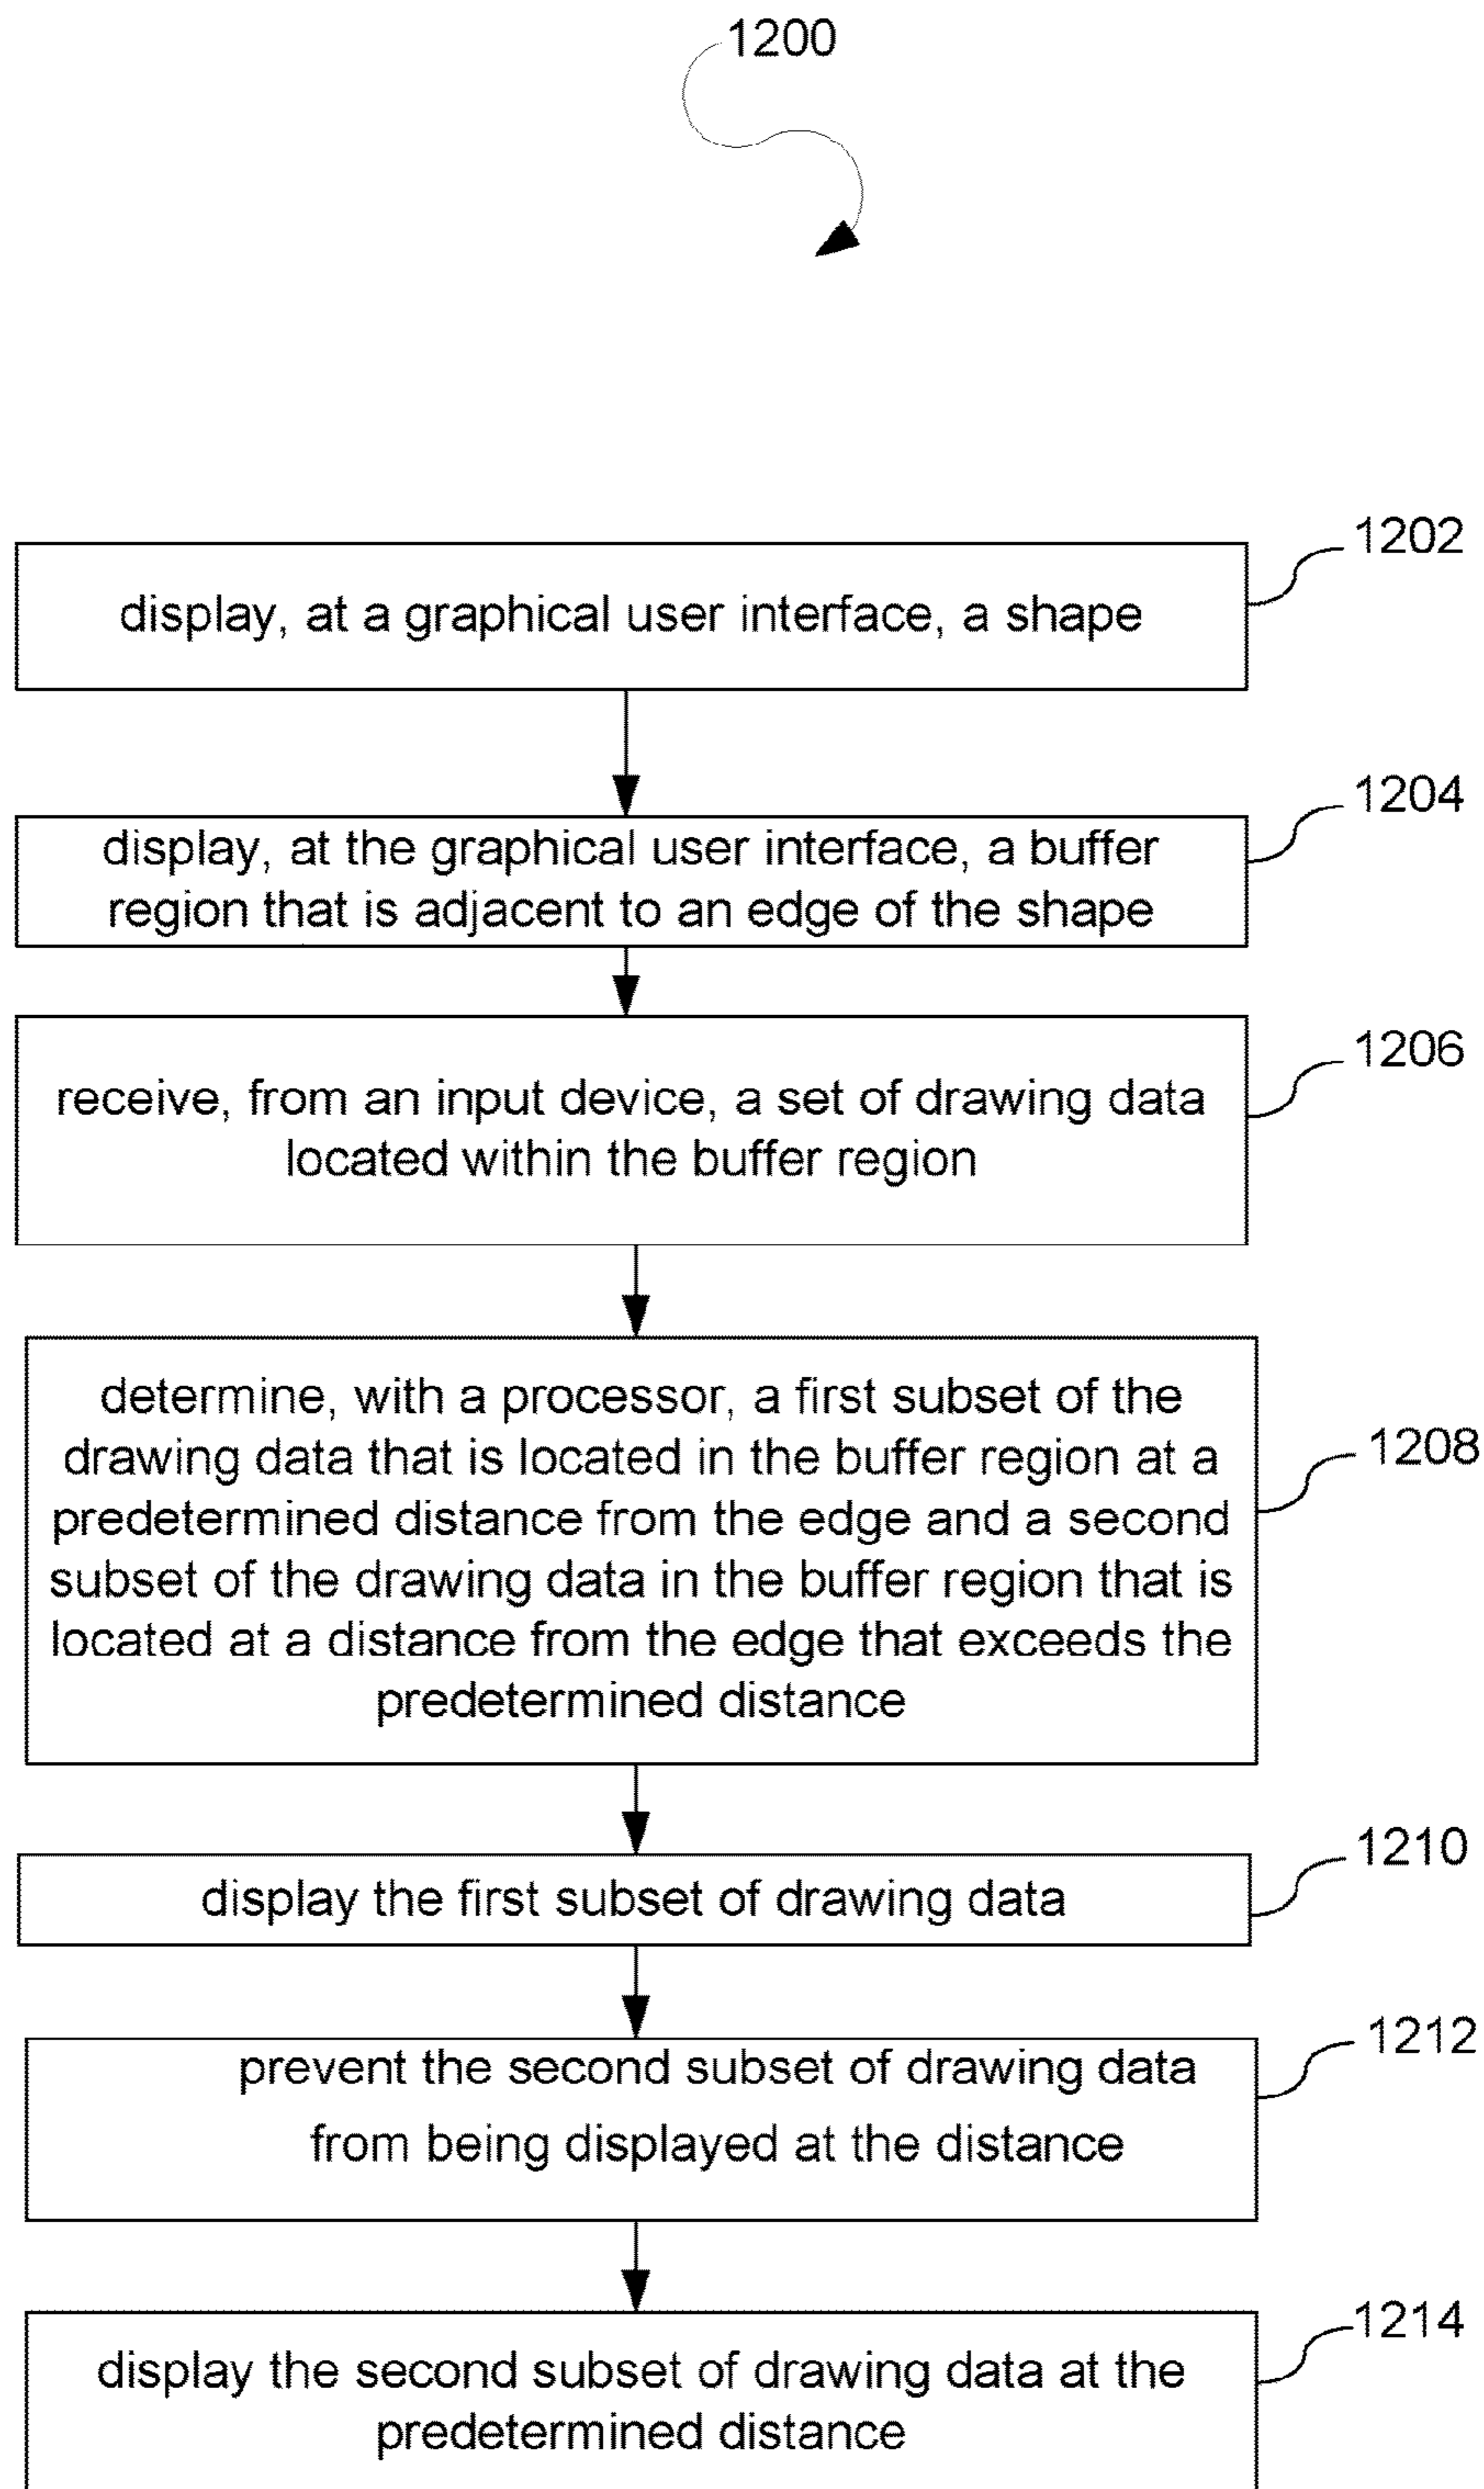 1200
1202
display, at a graphical user interface, a shape
1204
display, at the graphical user interface, a buffer
region that is adjacent to an edge of the shape
1206
receive, from an input device, a set of drawing data
located within the buffer region
determine, with a processor, a first subset of the
drawing data that is located in the buffer region at a
1208
predetermined distance from the edge and a second
subset of the drawing data in the buffer region that is
located at a distance from the edge that exceeds the
predetermined distance
1210
display the first subset of drawing data
1212
prevent the second subset of drawing data
from being displayed at the distance
1214
display the second subset of drawing data at the
predetermined distance